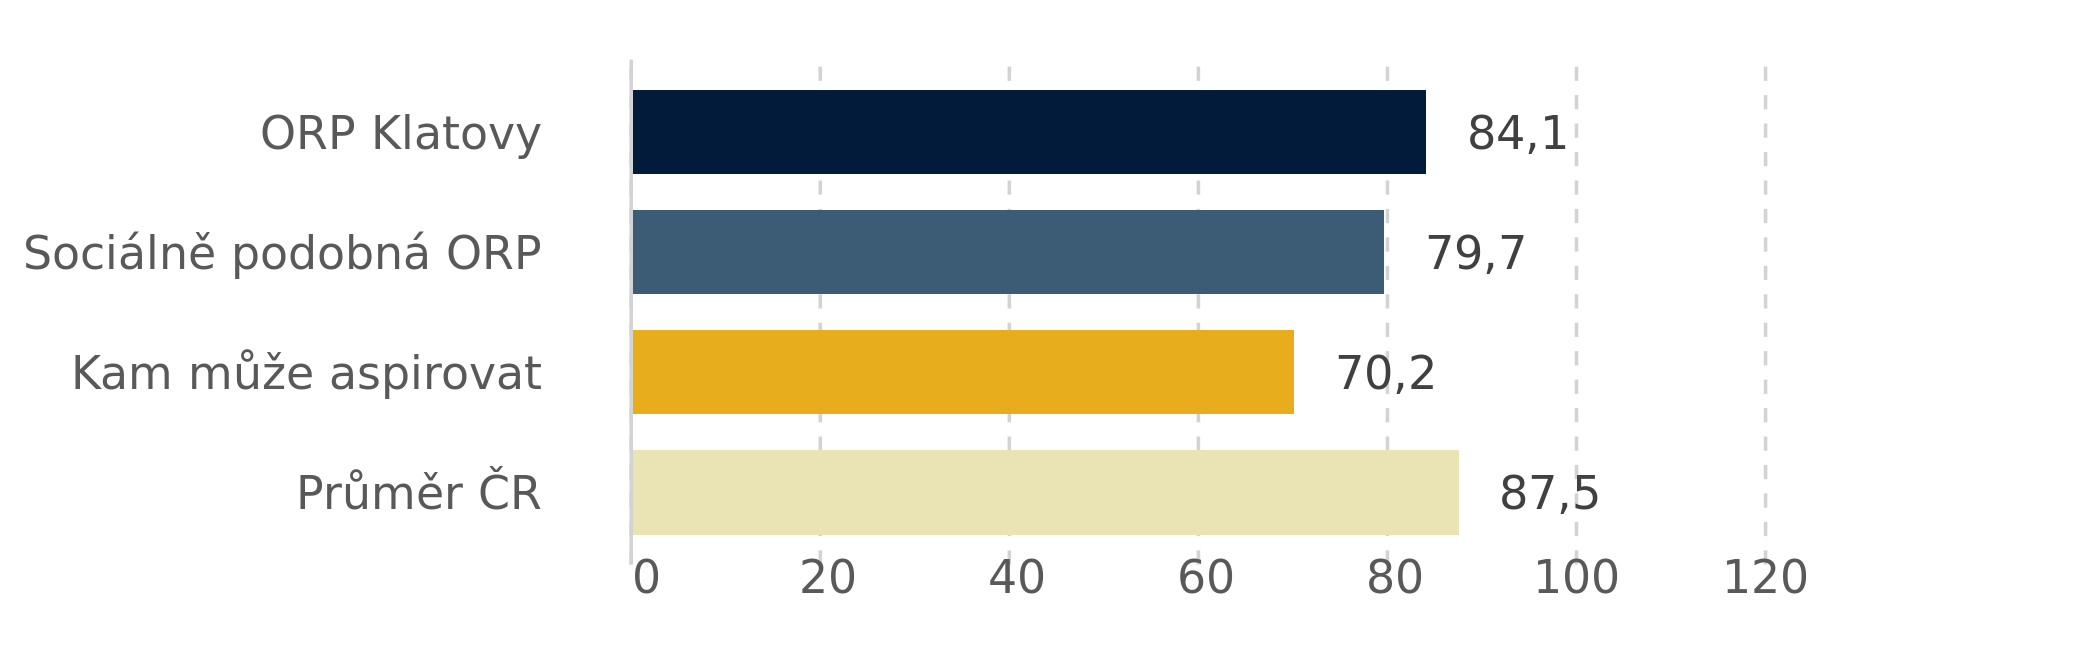 ORP Klatovy 84,1
Sociálně podobná ORP 79,7
Kam může aspirovat 70,2
Průměr ČR 87,5
0 20 40 60 80 100 120